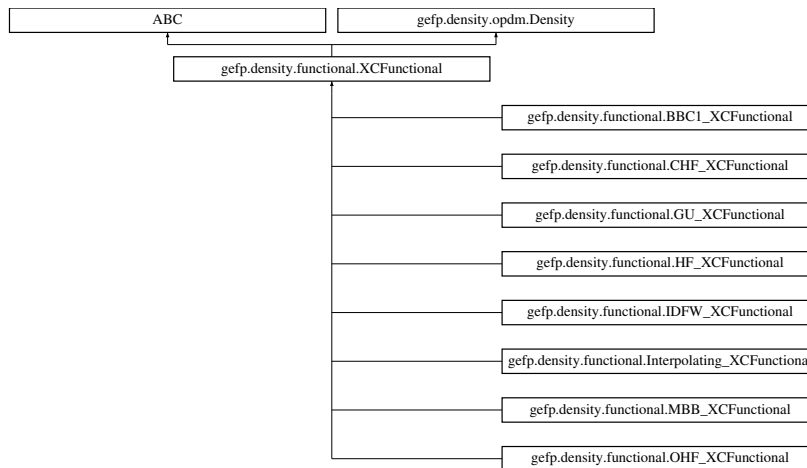 ABC
gefp.density.opdm.Density
gefp.density.functional.XCFunctional
gefp.density.functional.BBC1_XCFunctional
gefp.density.functional.CHF_XCFunctional
gefp.density.functional.GU_XCFunctional
gefp.density.functional.HF_XCFunctional
gefp.density.functional.IDFW_XCFunctional
gefp.density.functional.Interpolating_XCFunctiona
gefp.density.functional.MBB_XCFunctional
gefp.density.functional.OHF_XCFunctional